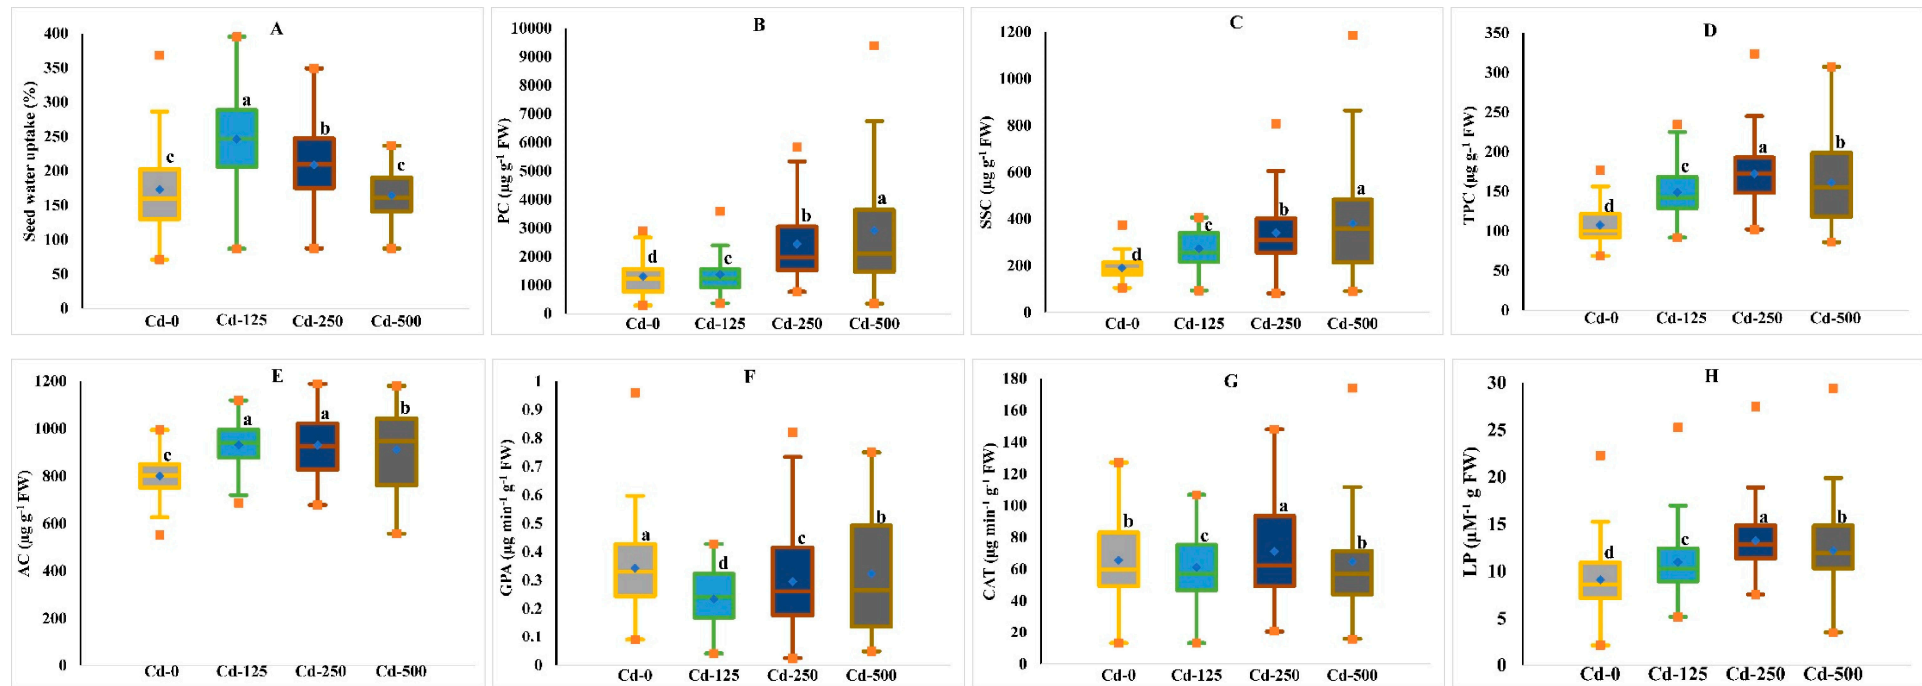 A
Seed water uptake (%)
400
350
300
250
200
150
100
50
0
c
a
b
c
Cd-0 Cd-125 Cd-250 Cd-500
B
PC (µg g⁻¹ FW)
10000
9000
8000
7000
6000
5000
4000
3000
2000
1000
0
d
c
b
a
Cd-0 Cd-125 Cd-250 Cd-500
C
SSC (µg g⁻¹ FW)
1200
1000
800
600
400
200
0
d
c
b
a
Cd-0 Cd-125 Cd-250 Cd-500
D
TPC (µg g-¹ FW)
350
300
250
200
150
100
50
0
d
c
a
b
Cd-0 Cd-125 Cd-250 Cd-500
E
AC (µg g⁻¹ FW)
1200
1000
800
600
400
200
0
c
a
a
b
Cd-0 Cd-125 Cd-250 Cd-500
F
GPA (µg min⁻¹ g⁻¹ FW)
1
0.9
0.8
0.7
0.6
0.5
0.4
0.3
0.2
0.1
0
a
d
c
b
Cd-0 Cd-125 Cd-250 Cd-500
G
CAT (µg min⁻¹ g⁻¹ FW)
180
160
140
120
100
80
60
40
20
0
b
c
a
b
Cd-0 Cd-125 Cd-250 Cd-500
H
LP (µM⁻¹ g FW)
30
25
20
15
10
5
0
d
c
a
b
Cd-0 Cd-125 Cd-250 Cd-500